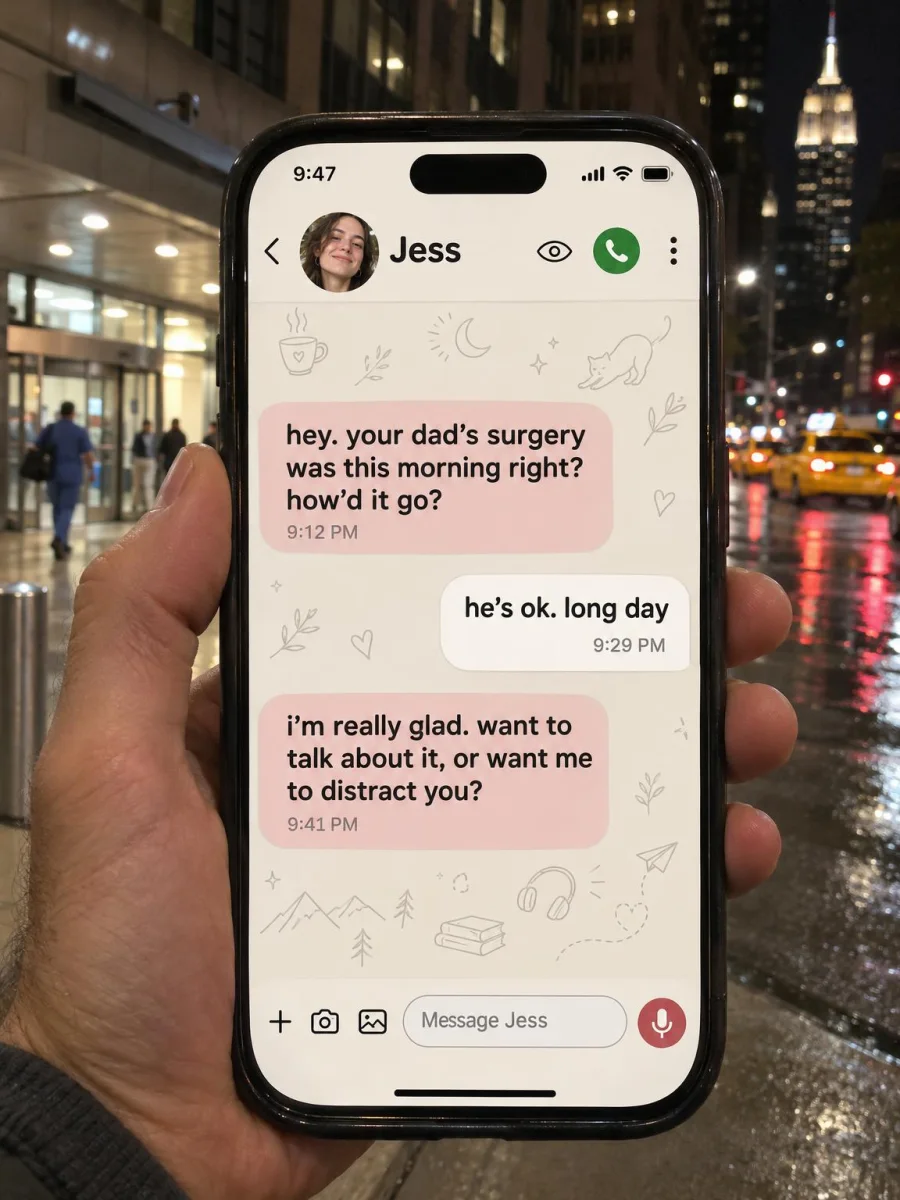 9:47
Jess
hey. your dad’s surgery
was this morning right?
how’d it go?
9:12 PM
he’s ok. long day
9:29 PM
i’m really glad. want to
talk about it, or want me
to distract you?
9:41 PM
Message Jess